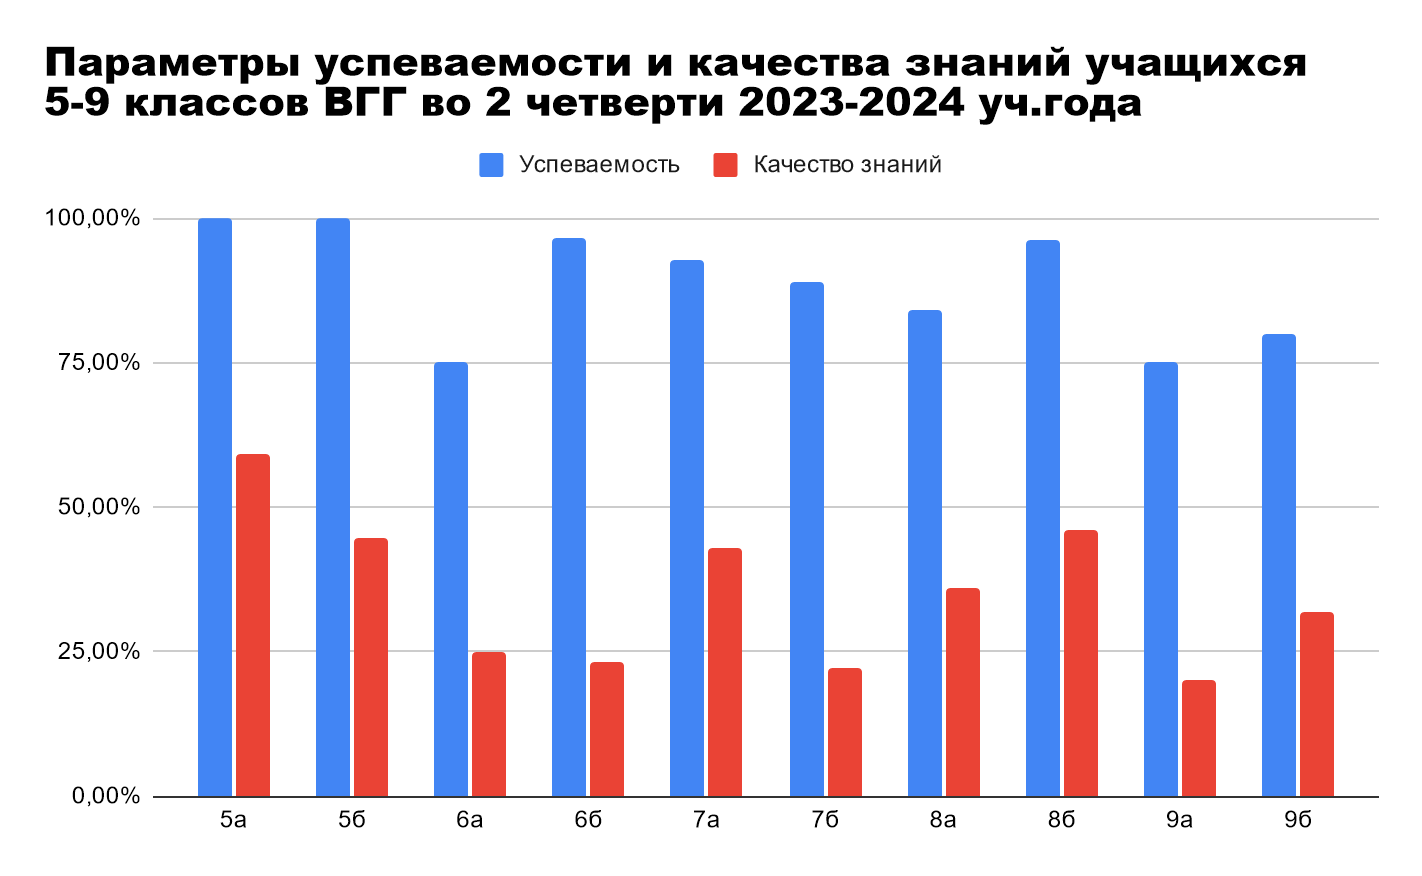 Параметры успеваемости и качества знаний учащихся
5-9 классов ВГГ во 2 четверти 2023-2024 уч.года
Успеваемость Качество знаний
100,00%
75,00%
50,00%
25,00%
0,00%
5а 5б 6а 6б 7а 7б 8а 8б 9а 9б